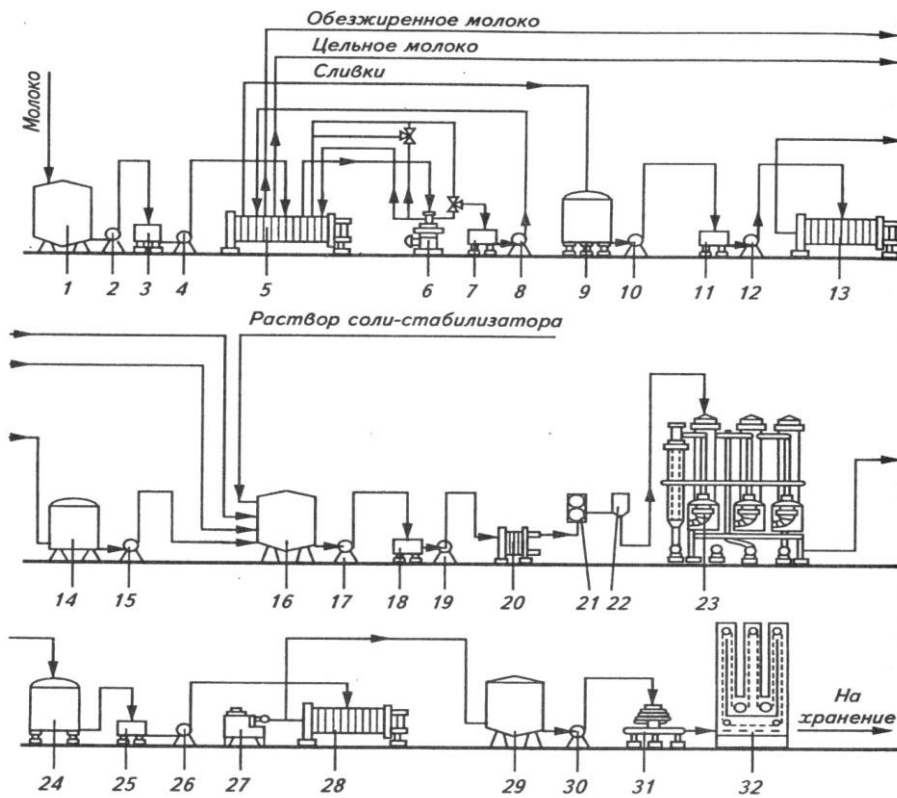 Обезжиренное молоко
Цельное молоко
Сливки
Молоко
1 2 3 4 5 6 7 8 9 10 11 12 13
Раствор соли-стабилизатора
14 15 16 17 18 19 20 21 22 23
На
хранение
24 25 26 27 28 29 30 31 32